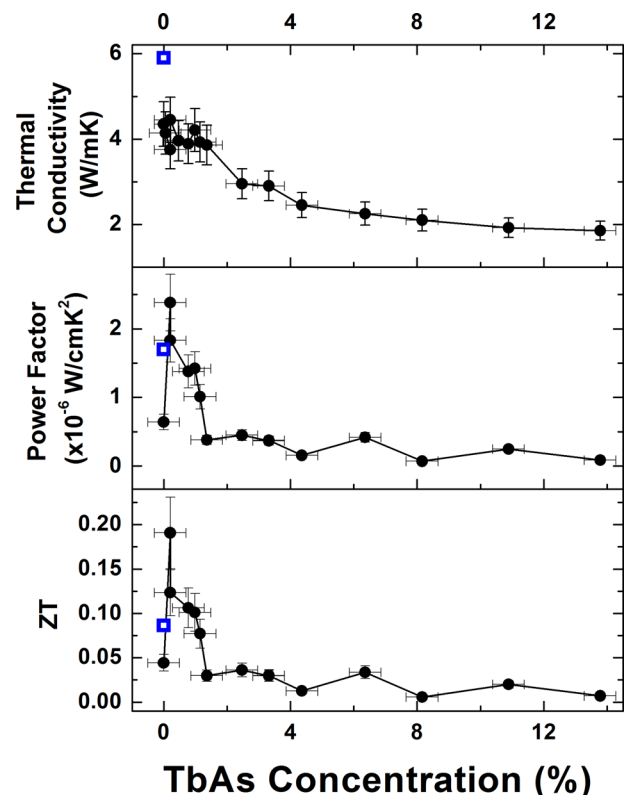 0 4 8 12
Thermal
Conductivity
(W/mK)
6
4
2
Power Factor
(x10⁻⁶ W/cmK²)
2
1
0
ZT
0.20
0.15
0.10
0.05
0.00
0 4 8 12
TbAs Concentration (%)